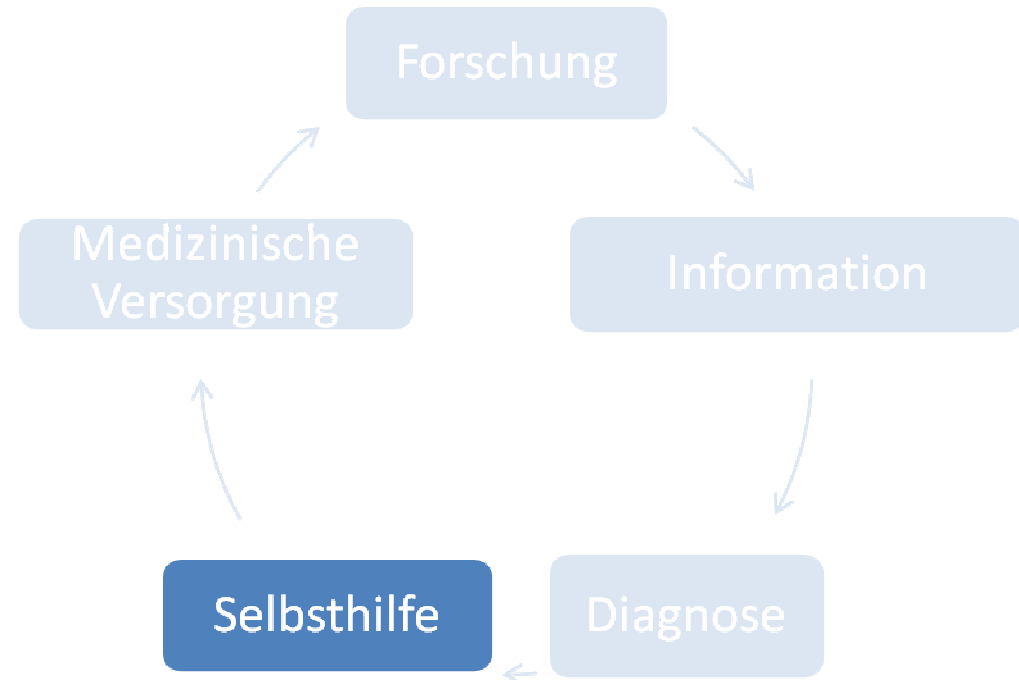 Forschung
Medizinische
Versorgung
Information
Selbsthilfe
Diagnose